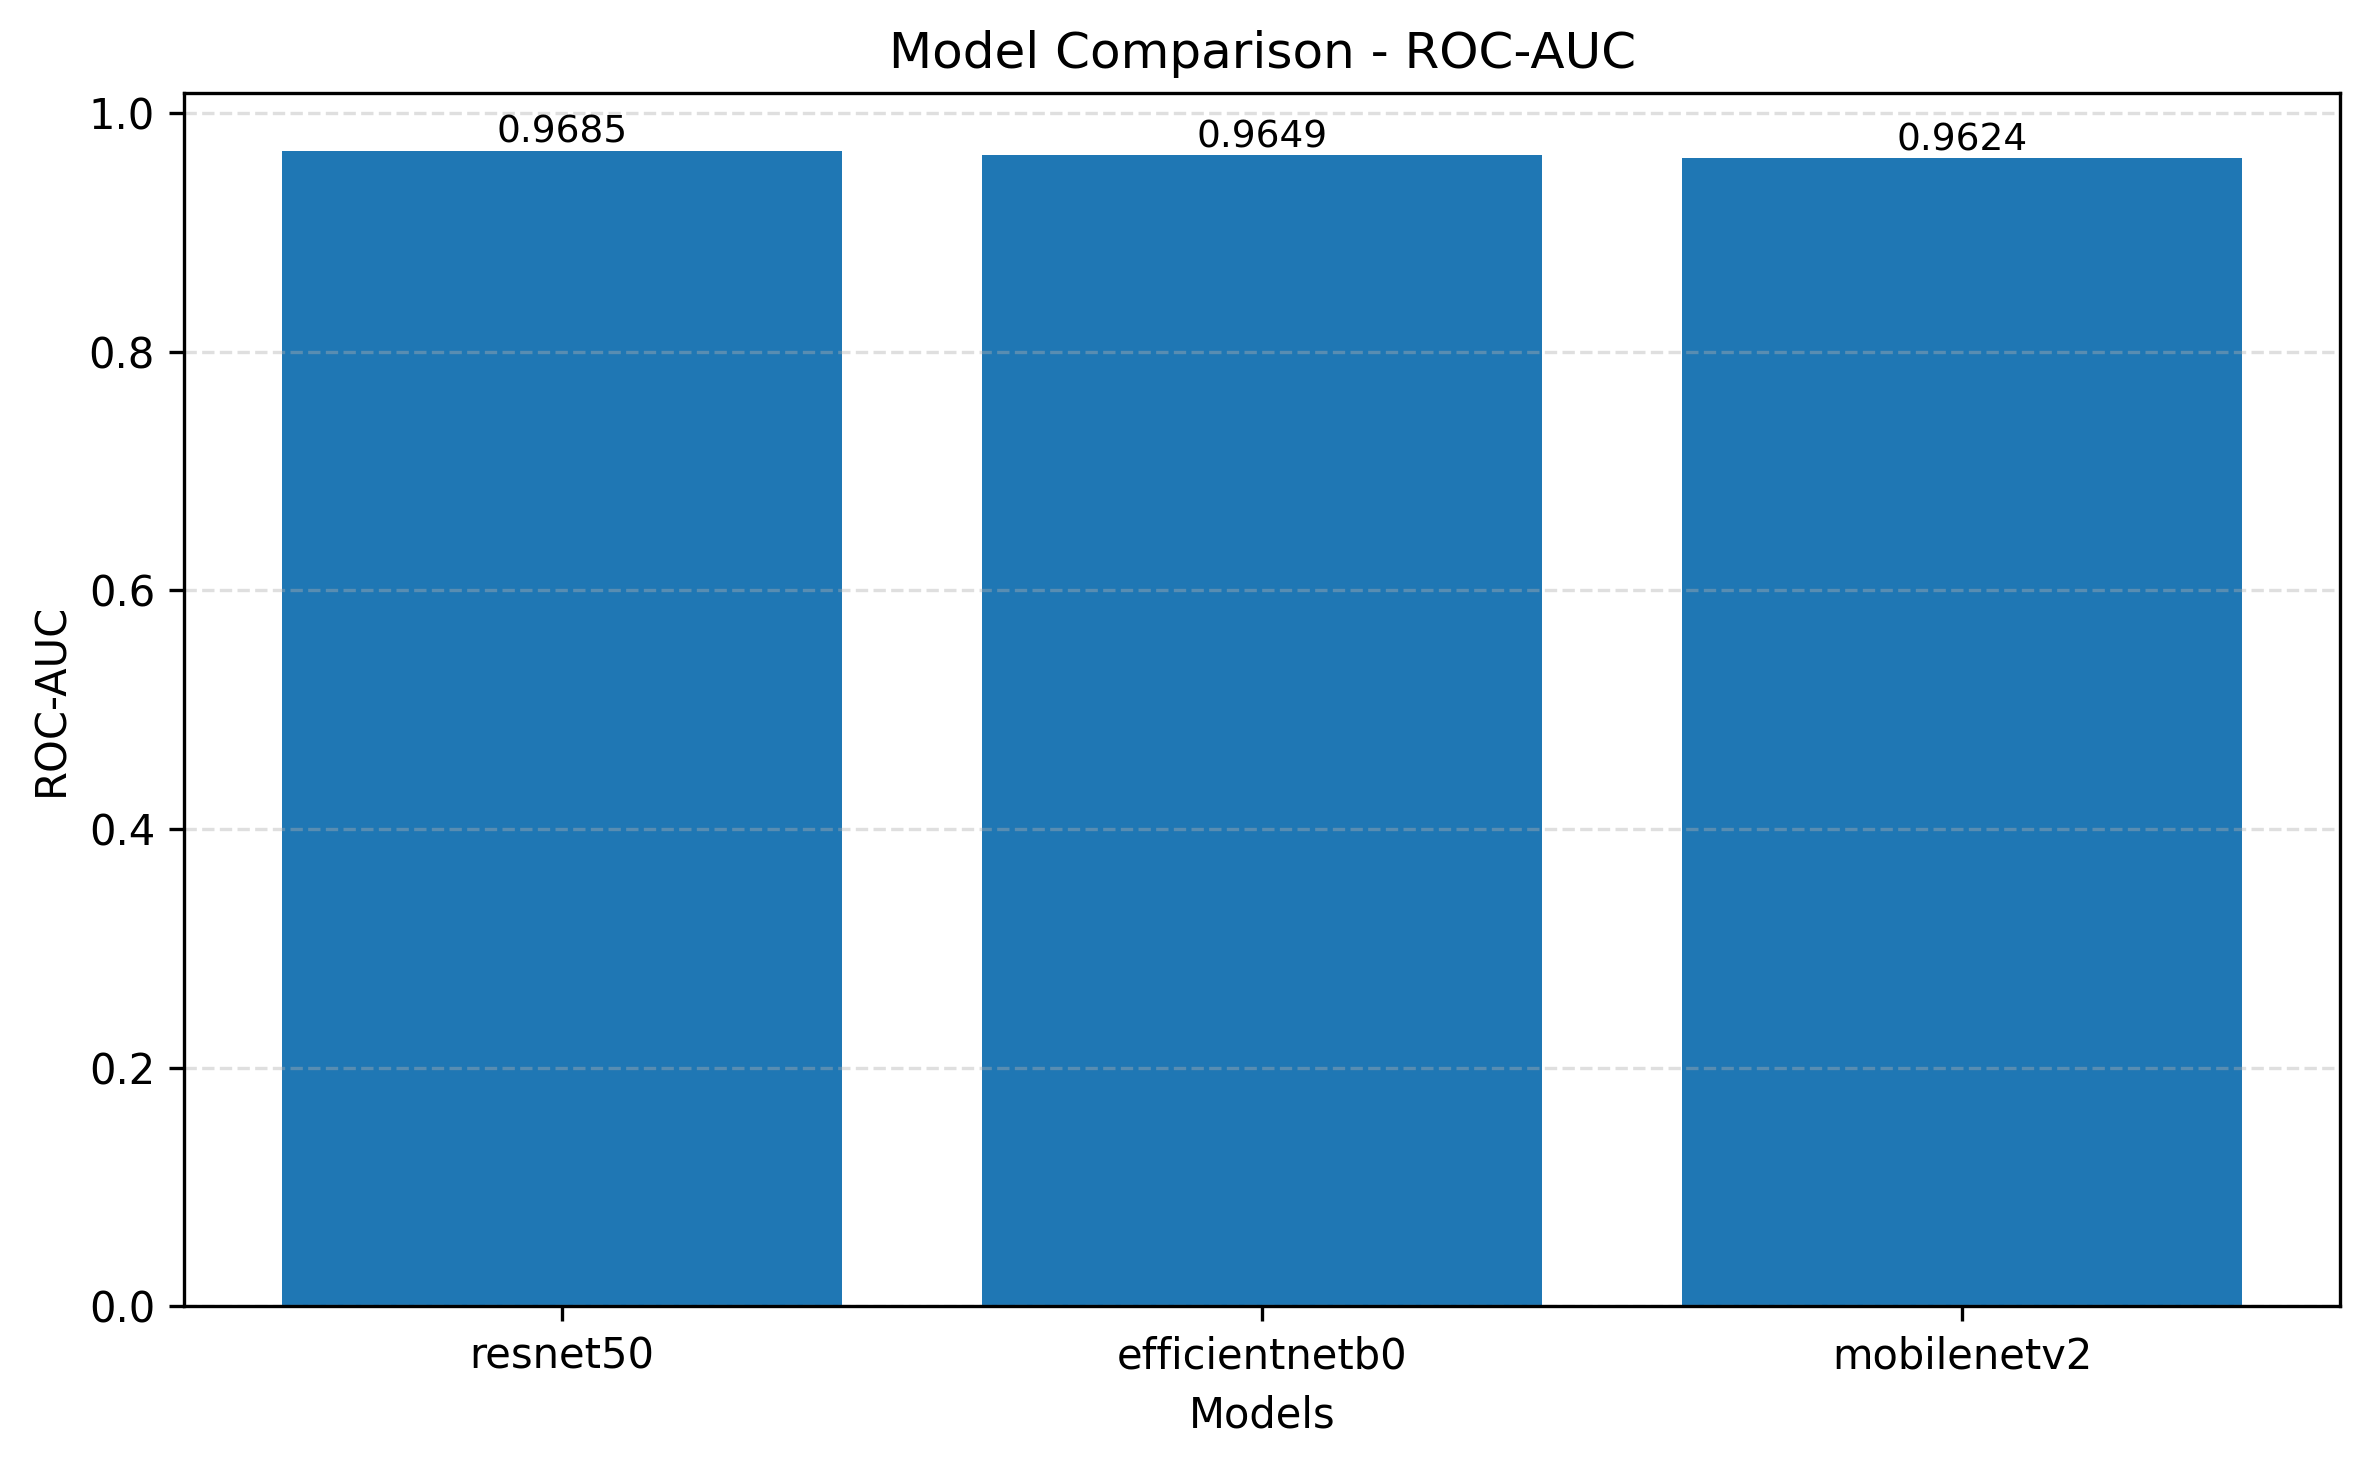 Model Comparison - ROC-AUC
1.0
0.9685
0.9649
0.9624
0.8
0.6
ROC-AUC
0.4
0.2
0.0
resnet50
efficientnetb0
mobilenetv2
Models